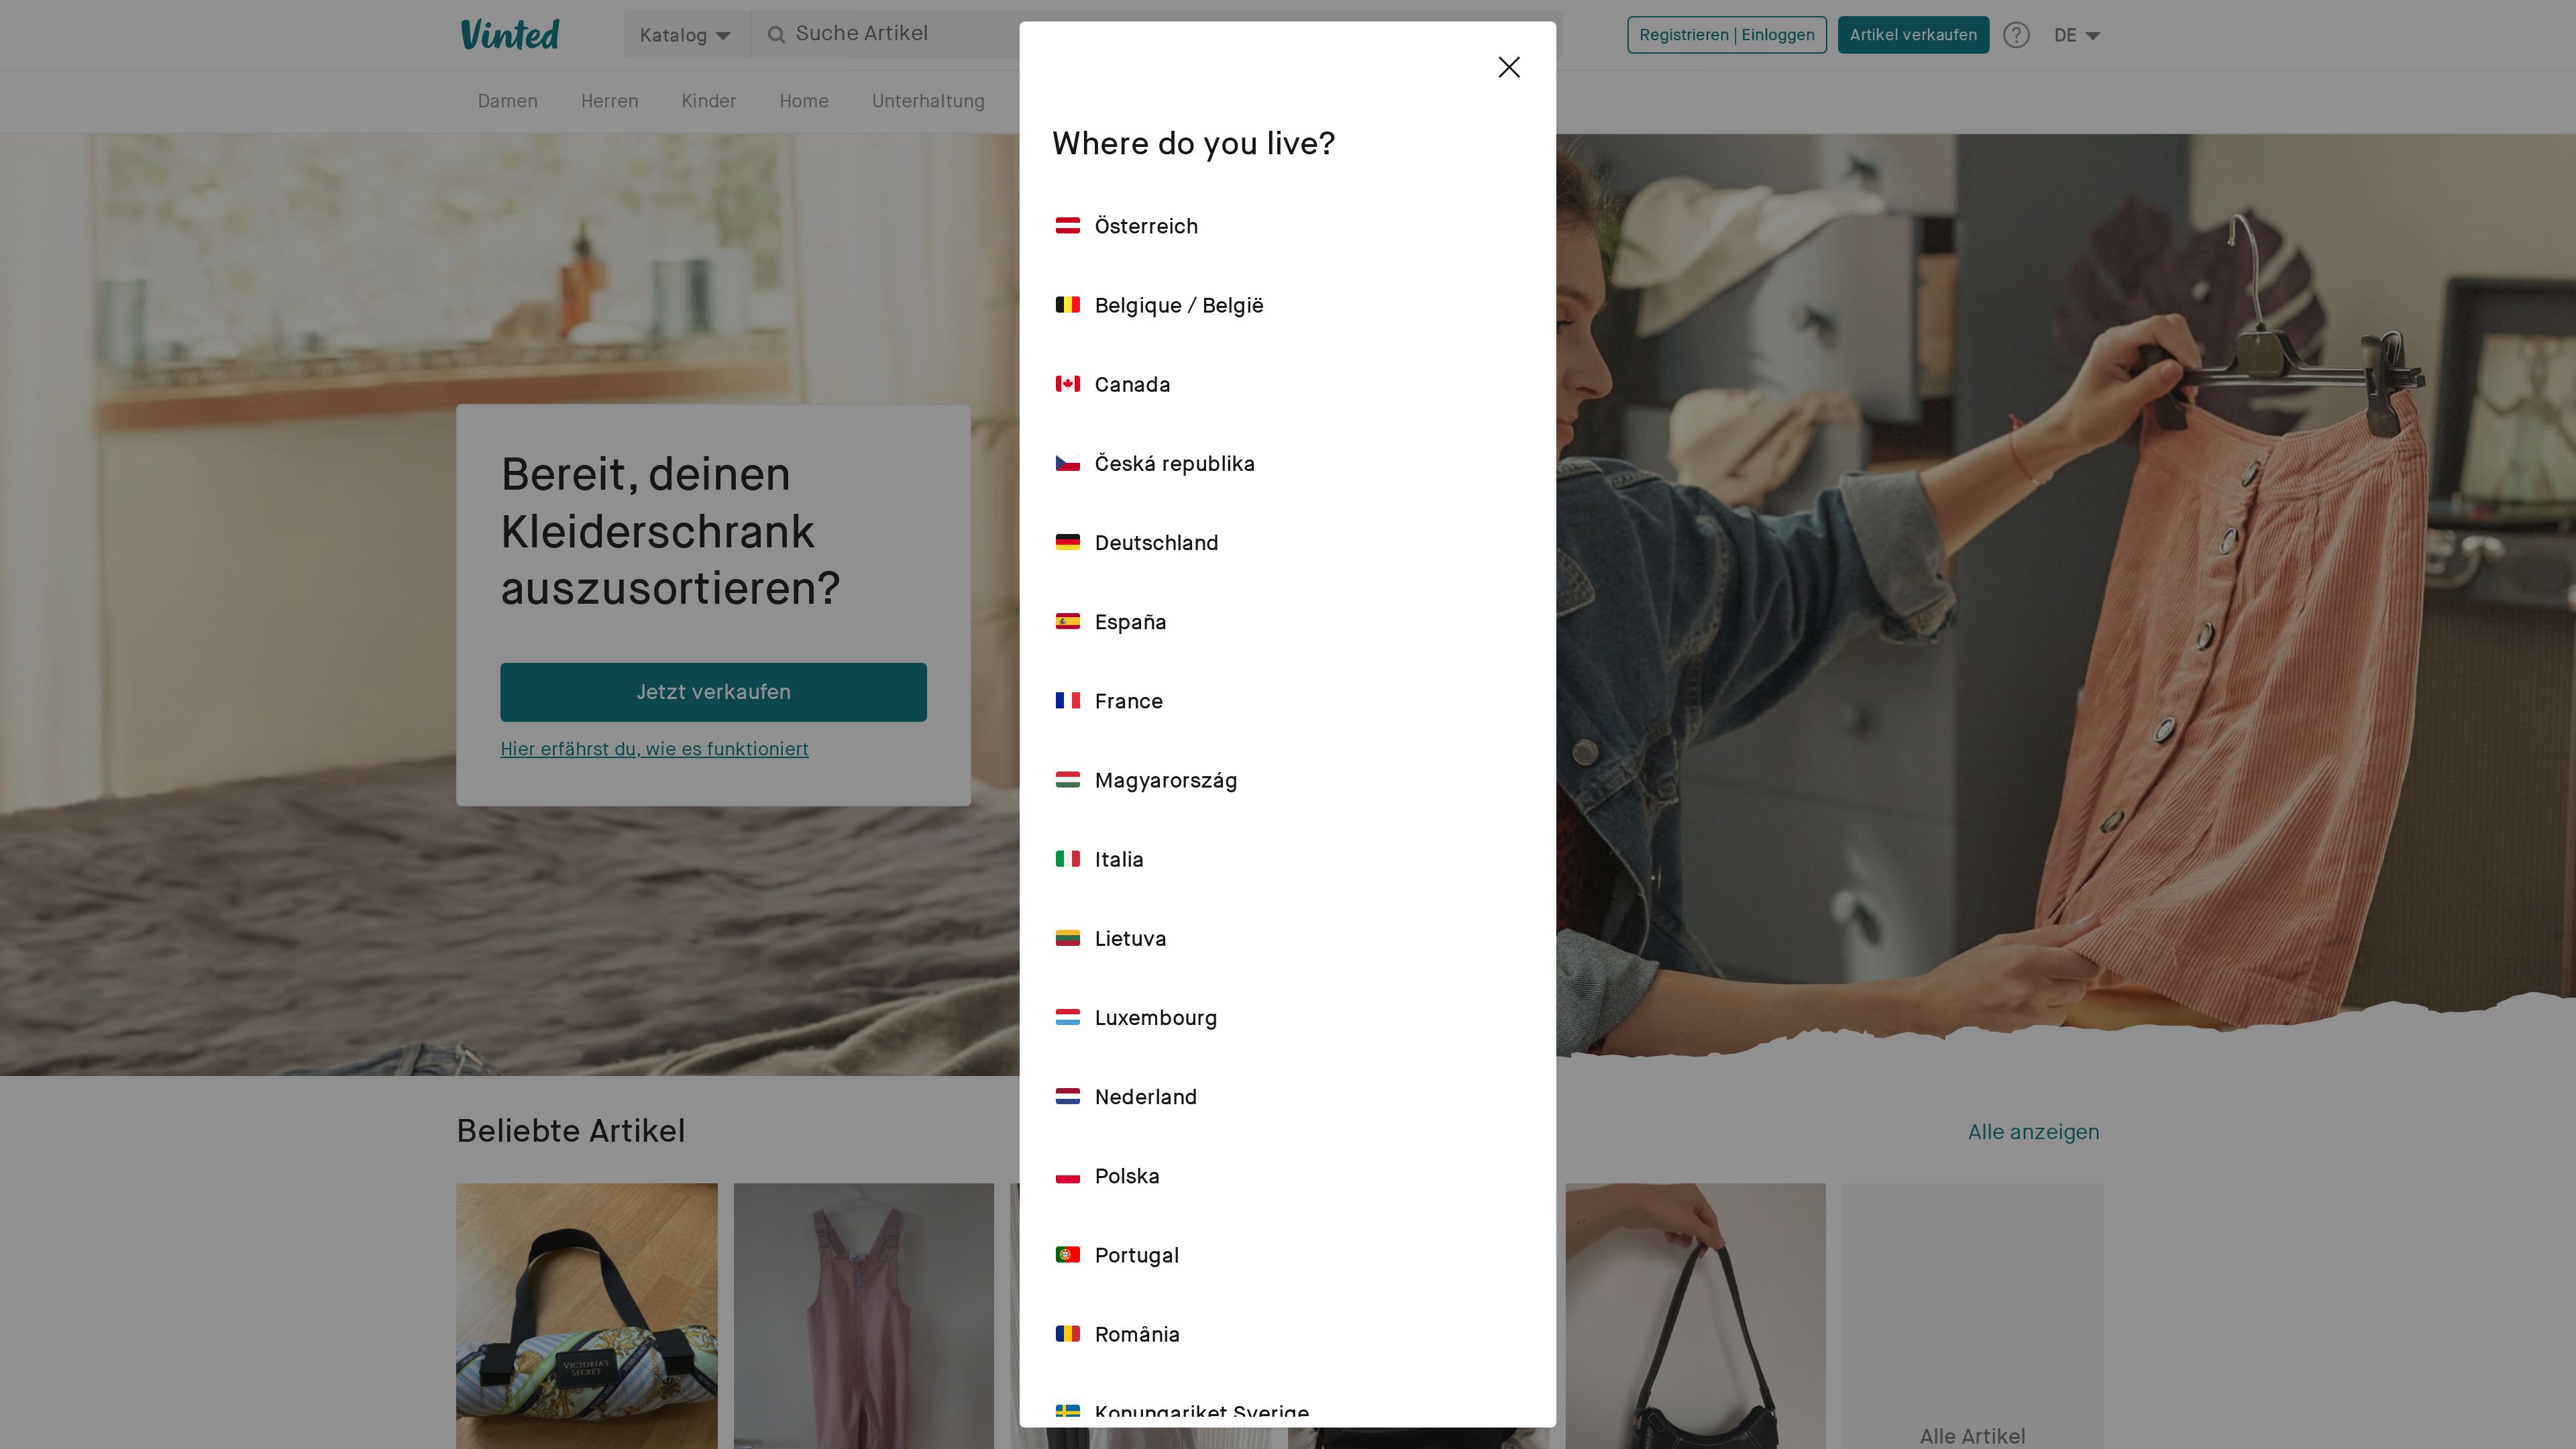 Vinted
Katalog
Suche Artikel
Registrieren | Einloggen
Artikel verkaufen
?
DE
Damen
Herren
Kinder
Home
Unterhaltung
Bereit, deinen
Kleiderschrank
auszusortieren?
Jetzt verkaufen
Hier erfährst du, wie es funktioniert
Where do you live?
Österreich
Belgique / België
Canada
Česká republika
Deutschland
España
France
Magyarország
Italia
Lietuva
Luxembourg
Nederland
Polska
Portugal
România
Konungariket Sverige
Beliebte Artikel
Alle anzeigen
VICTORIA'S
SECRET
Alle Artikel